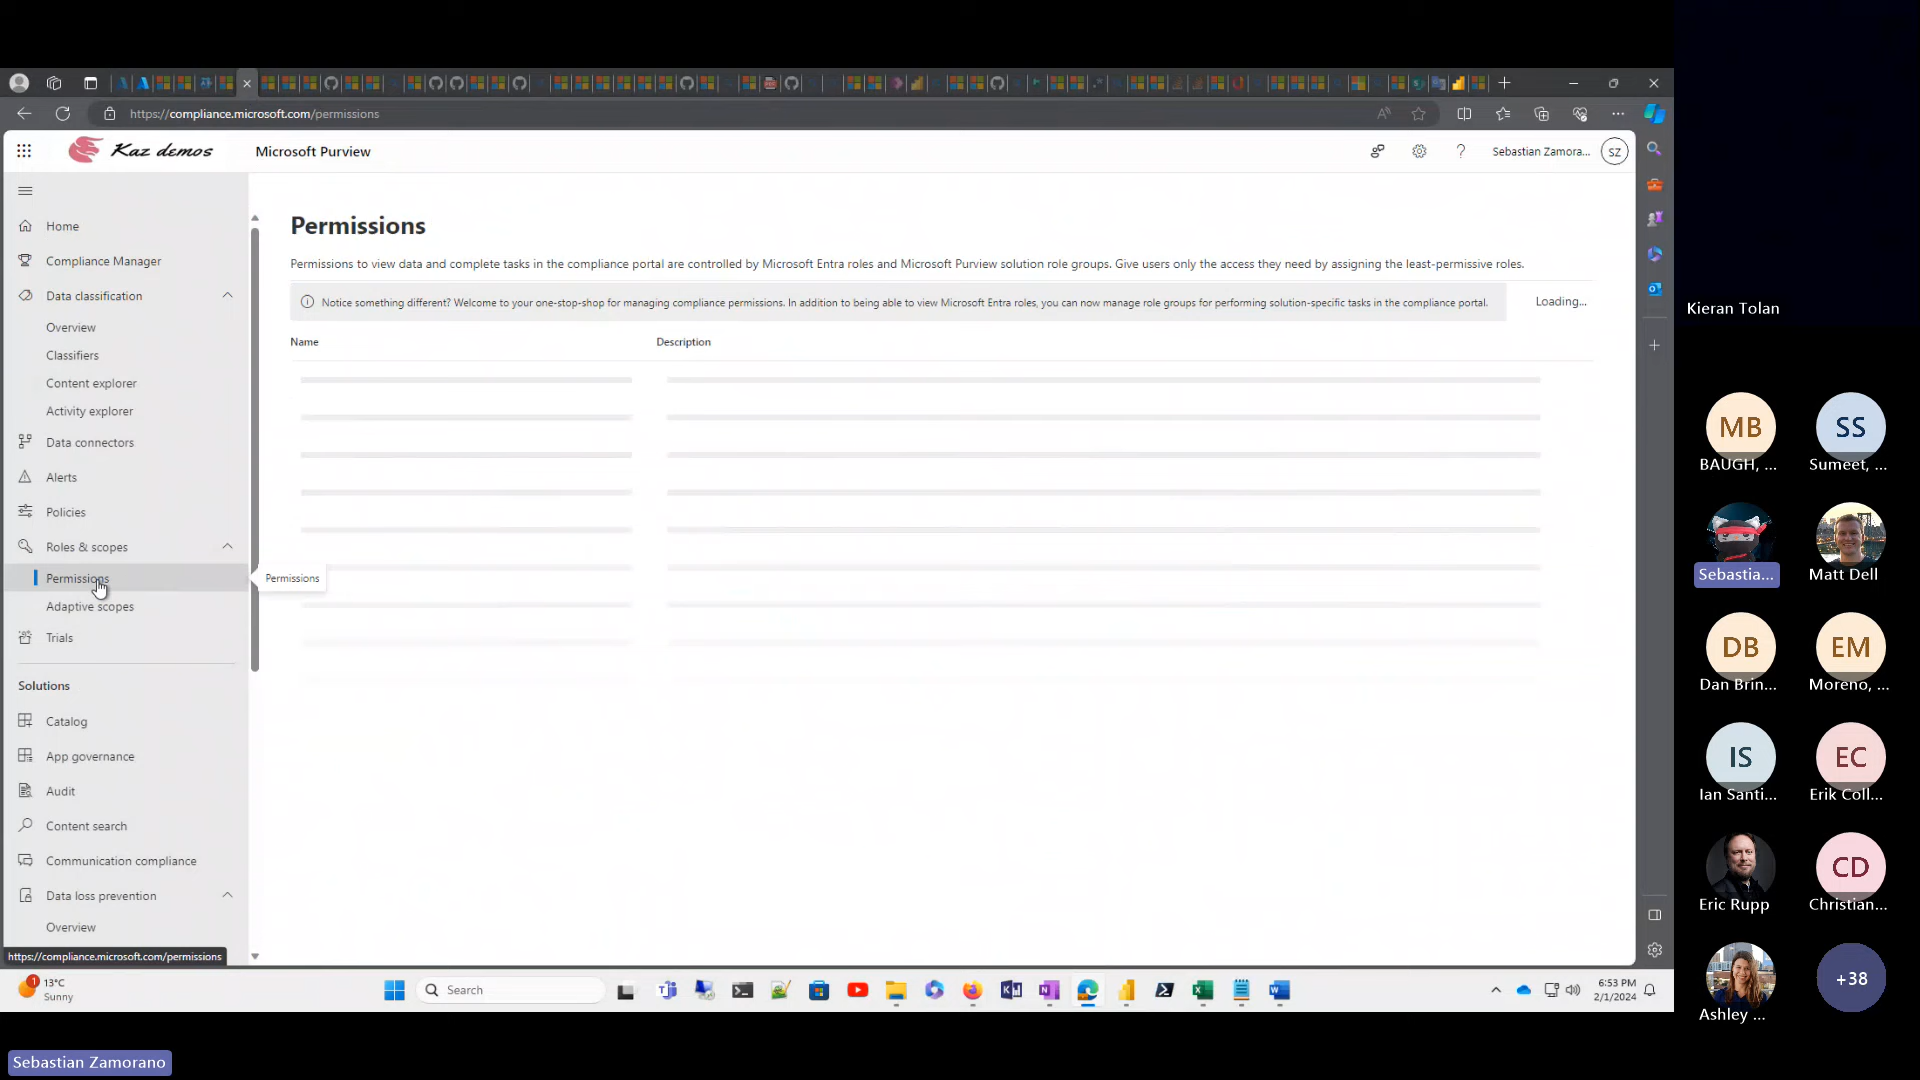 https://compliance.microsoft.com/permissions
Kaz demos
Microsoft Purview
Sebastian Zamora...
SZ
Home
Compliance Manager
Data classification
Overview
Classifiers
Content explorer
Activity explorer
Data connectors
Alerts
Policies
Roles & scopes
Permissions
Adaptive scopes
Trials
Solutions
Catalog
App governance
Audit
Content search
Communication compliance
Data loss prevention
Overview
https://compliance.microsoft.com/permissions
Permissions
Permissions
Permissions to view data and complete tasks in the compliance portal are controlled by Microsoft Entra roles and Microsoft Purview solution role groups. Give users only the access they need by assigning the least-permissive roles.
Notice something different? Welcome to your one-stop-shop for managing compliance permissions. In addition to being able to view Microsoft Entra roles, you can now manage role groups for performing solution-specific tasks in the compliance portal.
Loading...
Name Description
1
13°C
Sunny
Search
6:53 PM
2/1/2024
Sebastian Zamorano
Kieran Tolan
MB SS
BAUGH, ... Sumeet, ...
Sebastia... Matt Dell
DB EM
Dan Brin... Moreno, ...
IS EC
Ian Santi... Erik Coll...
CD
Eric Rupp Christian...
+38
Ashley ...